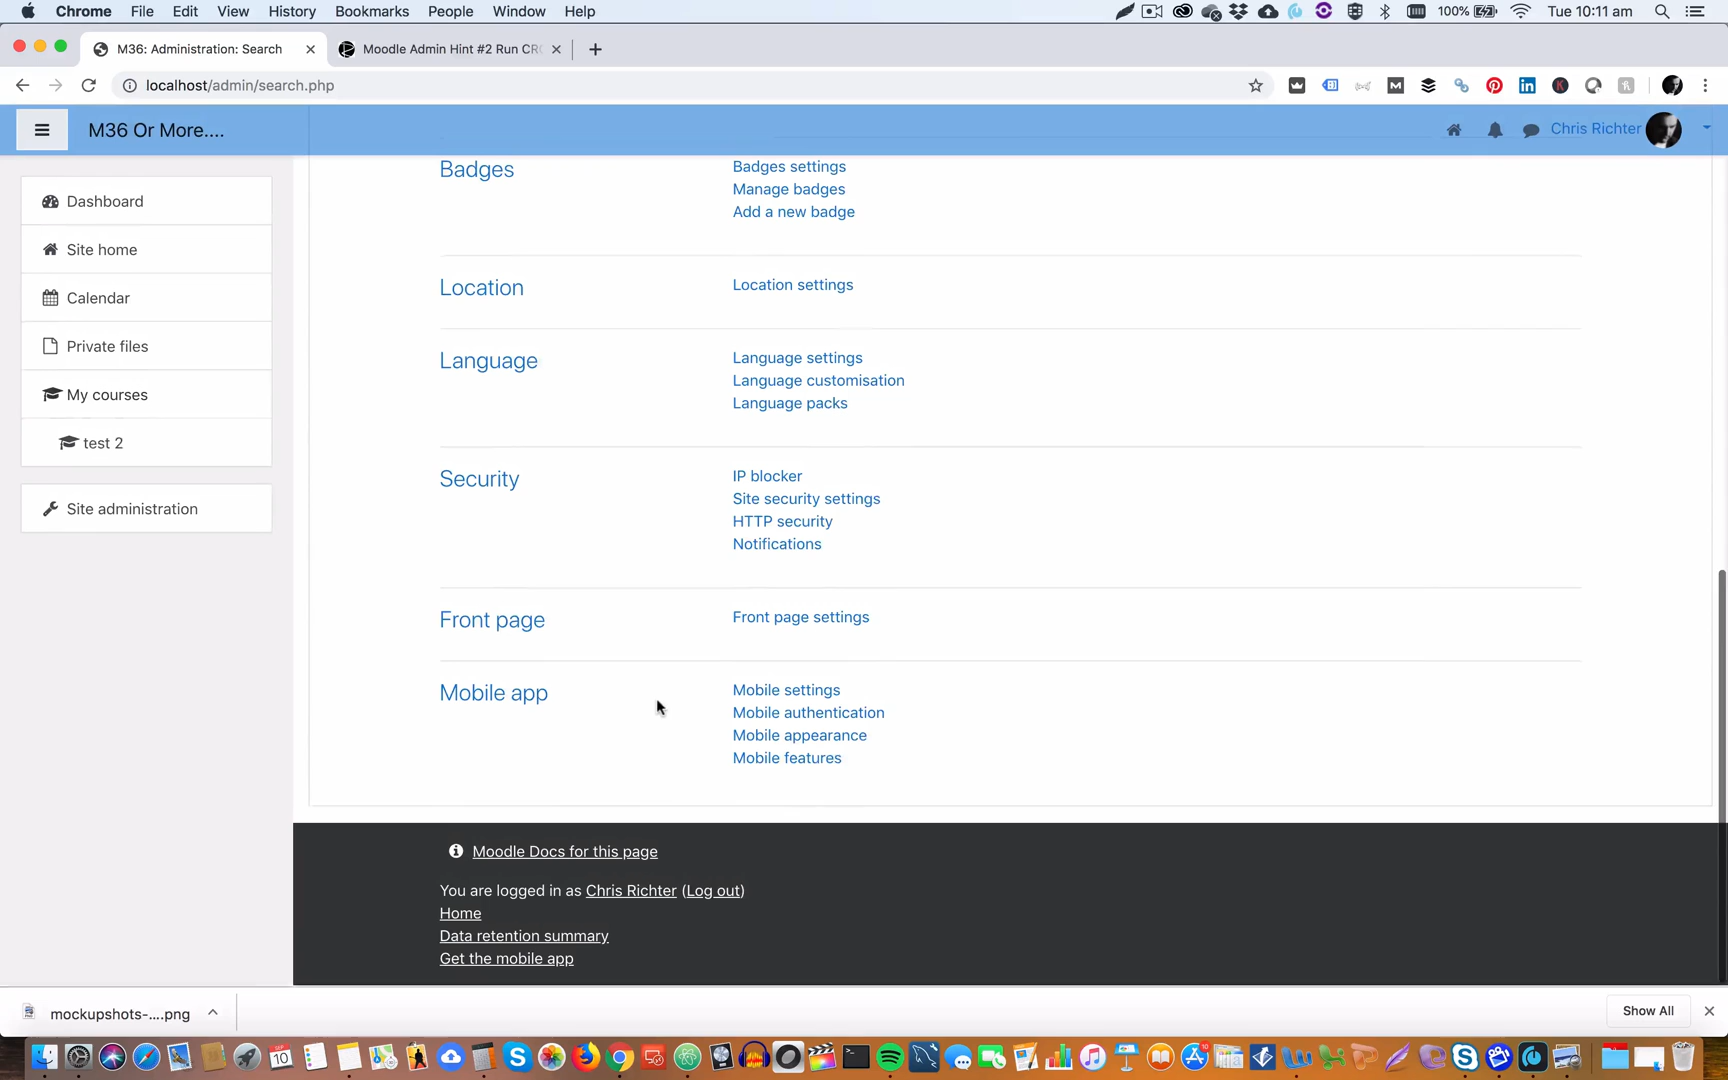 Chrome File Edit View History Bookmarks People Window Help 100% Tue 10:11 am
M36: Administration: Search Moodle Admin Hint #2 Run CR
localhost/admin/search.php
M36 Or More.... Chris Richter
Dashboard
Site home
Calendar
Private files
My courses
test 2
Site administration
Badges
Badges settings
Manage badges
Add a new badge
Location
Location settings
Language
Language settings
Language customisation
Language packs
Security
IP blocker
Site security settings
HTTP security
Notifications
Front page
Front page settings
Mobile app
Mobile settings
Mobile authentication
Mobile appearance
Mobile features
Moodle Docs for this page
You are logged in as Chris Richter (Log out)
Home
Data retention summary
Get the mobile app
mockupshots-....png Show All